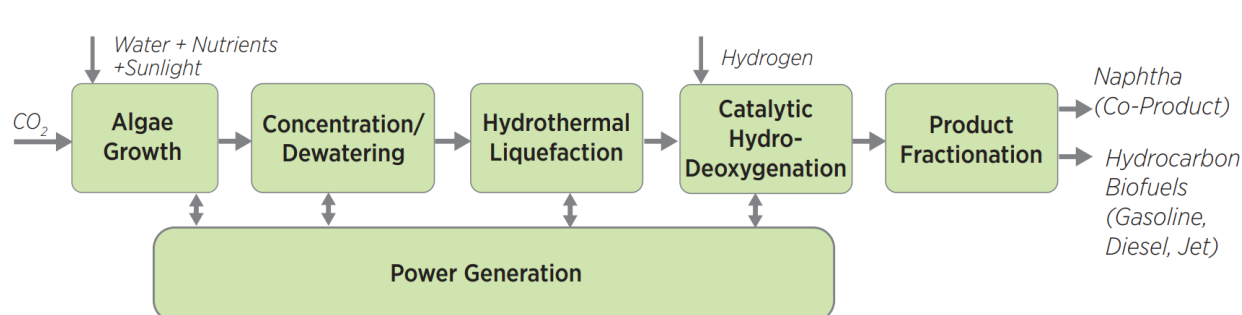 Water + Nutrients
+Sunlight
CO₂
Algae
Growth
Concentration/
Dewatering
Hydrothermal
Liquefaction
Hydrogen
Catalytic
Hydro-
Deoxygenation
Product
Fractionation
Naphtha
(Co-Product)
Hydrocarbon
Biofuels
(Gasoline,
Diesel, Jet)
Power Generation